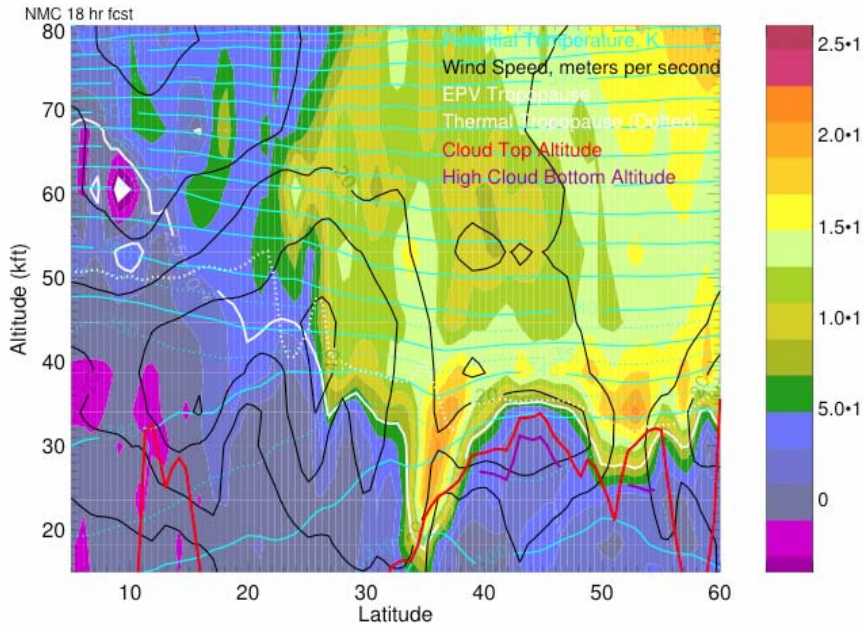 NMC 18 hr fcst
80
70
60
50
40
30
20
Altitude (kft)
Potential Temperature, K
Wind Speed, meters per second
EPV Tropopause
Thermal Tropopause (Dotted)
Cloud Top Altitude
High Cloud Bottom Altitude
20
20
10
20
30
40
50
60
Latitude
2.5•1
2.0•1
1.5•1
1.0•1
5.0•1
0